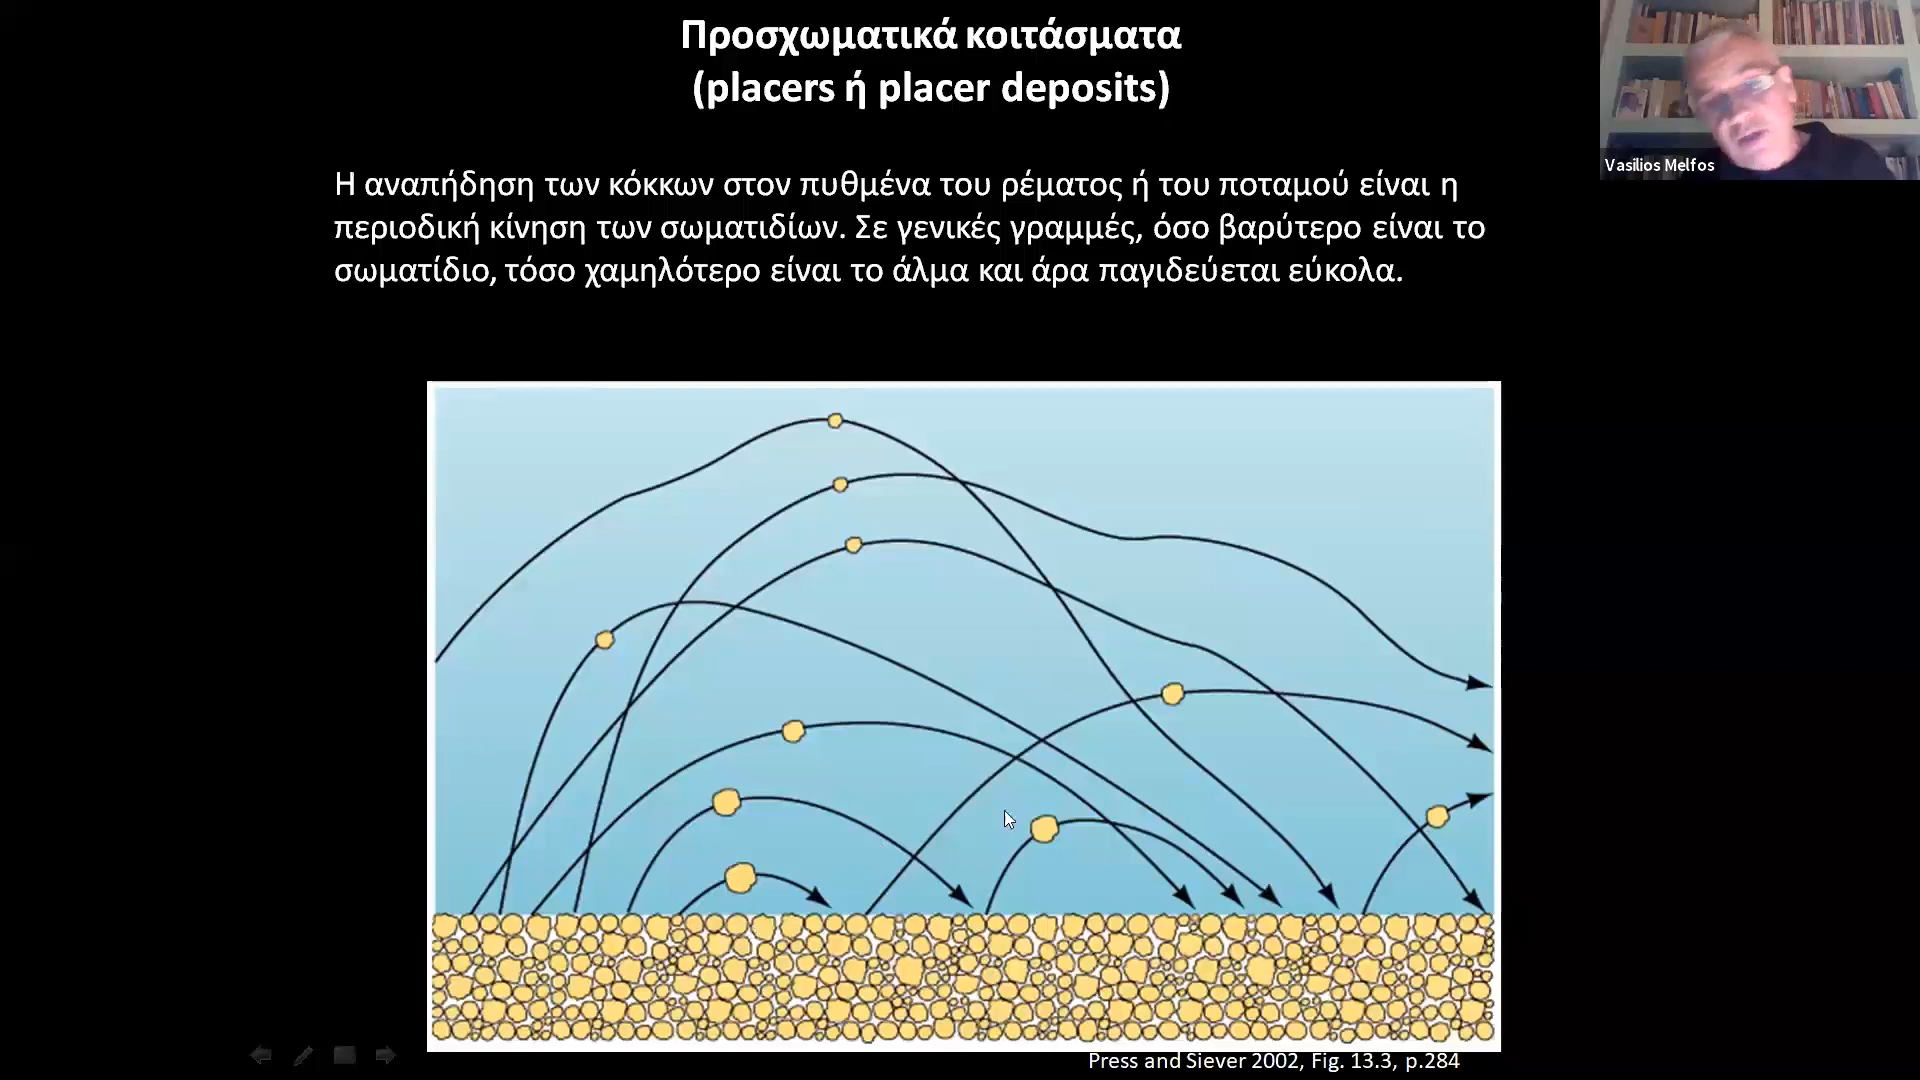 Προσχωματικά κοιτάσματα
(placers ή placer deposits)
Vasilios Melfos
Η αναπήδηση των κόκκων στον πυθμένα του ρέματος ή του ποταμού είναι η
περιοδική κίνηση των σωματιδίων. Σε γενικές γραμμές, όσο βαρύτερο είναι το
σωματίδιο, τόσο χαμηλότερο είναι το άλμα και άρα παγιδεύεται εύκολα.
Press and Siever 2002, Fig. 13.3, p.284